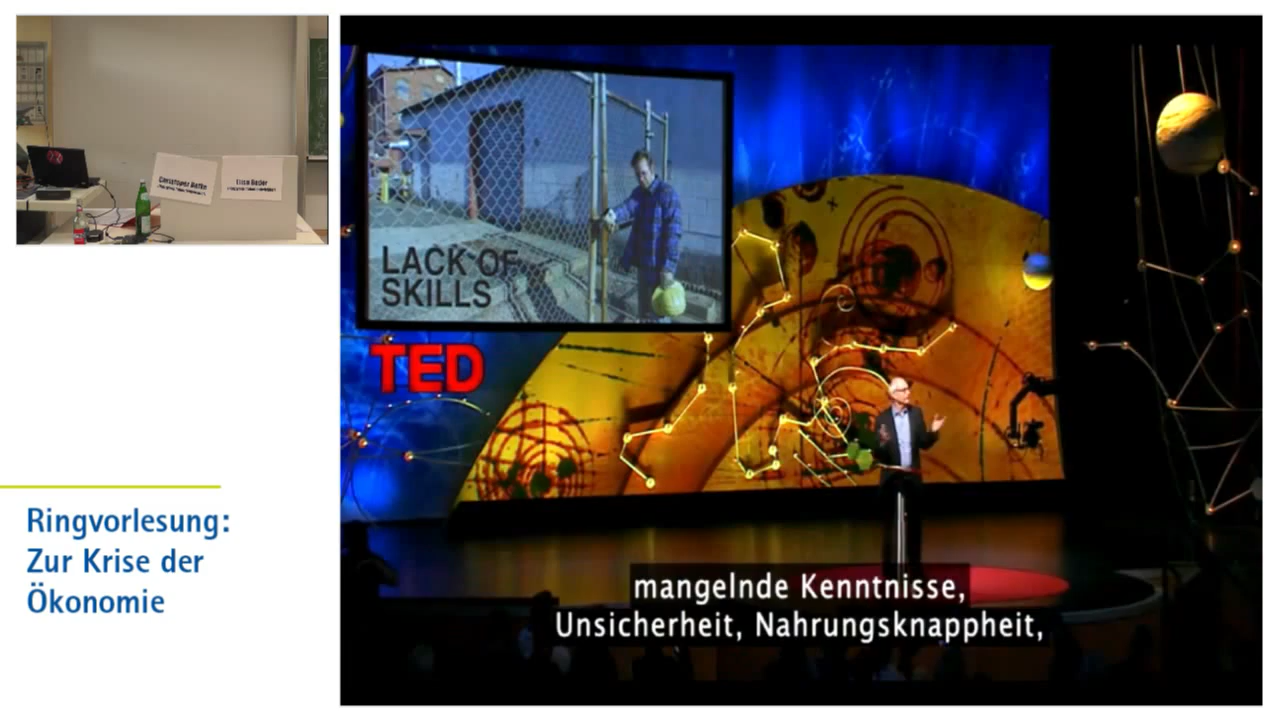 LACK OF
SKILLS
TED
mangelnde Kenntnisse,
Unsicherheit, Nahrungsknappheit,
Ringvorlesung:
Zur Krise der
Ökonomie